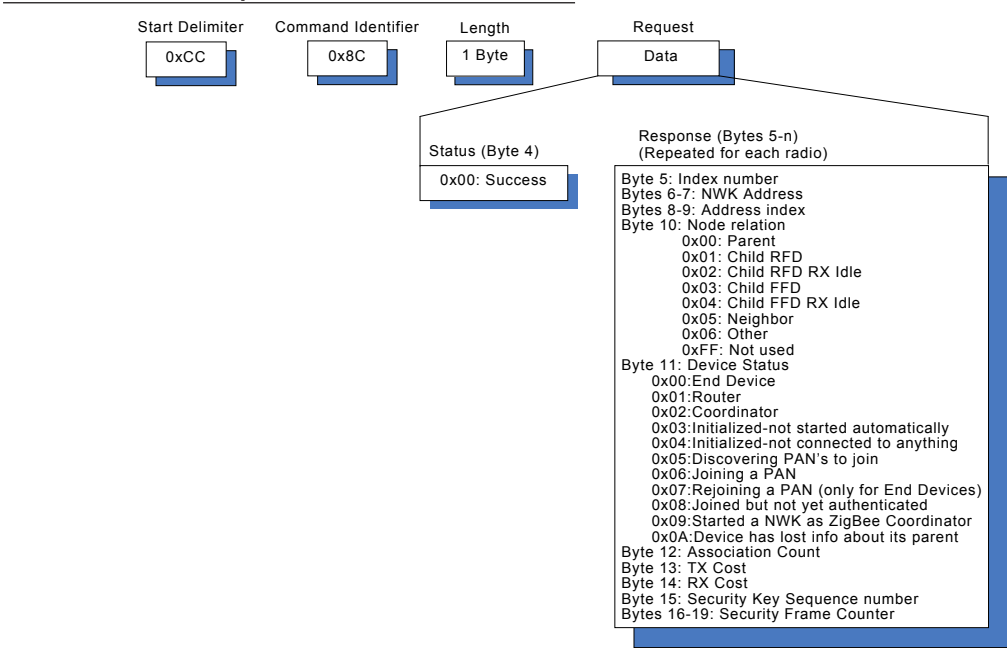 Start Delimiter
Command Identifier
Length
Request
0xCC
0x8C
1 Byte
Data
Status (Byte 4)
0x00: Success
Response (Bytes 5-n)
(Repeated for each radio)
Byte 5: Index number
Bytes 6-7: NWK Address
Bytes 8-9: Address index
Byte 10: Node relation
0x00: Parent
0x01: Child RFD
0x02: Child RFD RX Idle
0x03: Child FFD
0x04: Child FFD RX Idle
0x05: Neighbor
0x06: Other
0xFF: Not used
Byte 11: Device Status
0x00:End Device
0x01:Router
0x02:Coordinator
0x03:Initialized-not started automatically
0x04:Initialized-not connected to anything
0x05:Discovering PAN's to join
0x06:Joining a PAN
0x07:Rejoining a PAN (only for End Devices)
0x08:Joined but not yet authenticated
0x09:Started a NWK as ZigBee Coordinator
0x0A:Device has lost info about its parent
Byte 12: Association Count
Byte 13: TX Cost
Byte 14: RX Cost
Byte 15: Security Key Sequence number
Bytes 16-19: Security Frame Counter